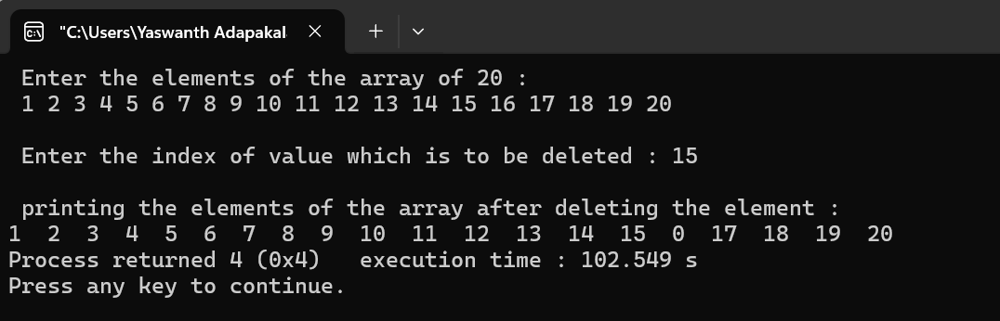 "C:\Users\Yaswanth Adapakal
Enter the elements of the array of 20 :
1 2 3 4 5 6 7 8 9 10 11 12 13 14 15 16 17 18 19 20
Enter the index of value which is to be deleted : 15
printing the elements of the array after deleting the element :
1  2  3  4  5  6  7  8  9  10  11  12  13  14  15  0  17  18  19  20
Process returned 4 (0x4)   execution time : 102.549 s
Press any key to continue.